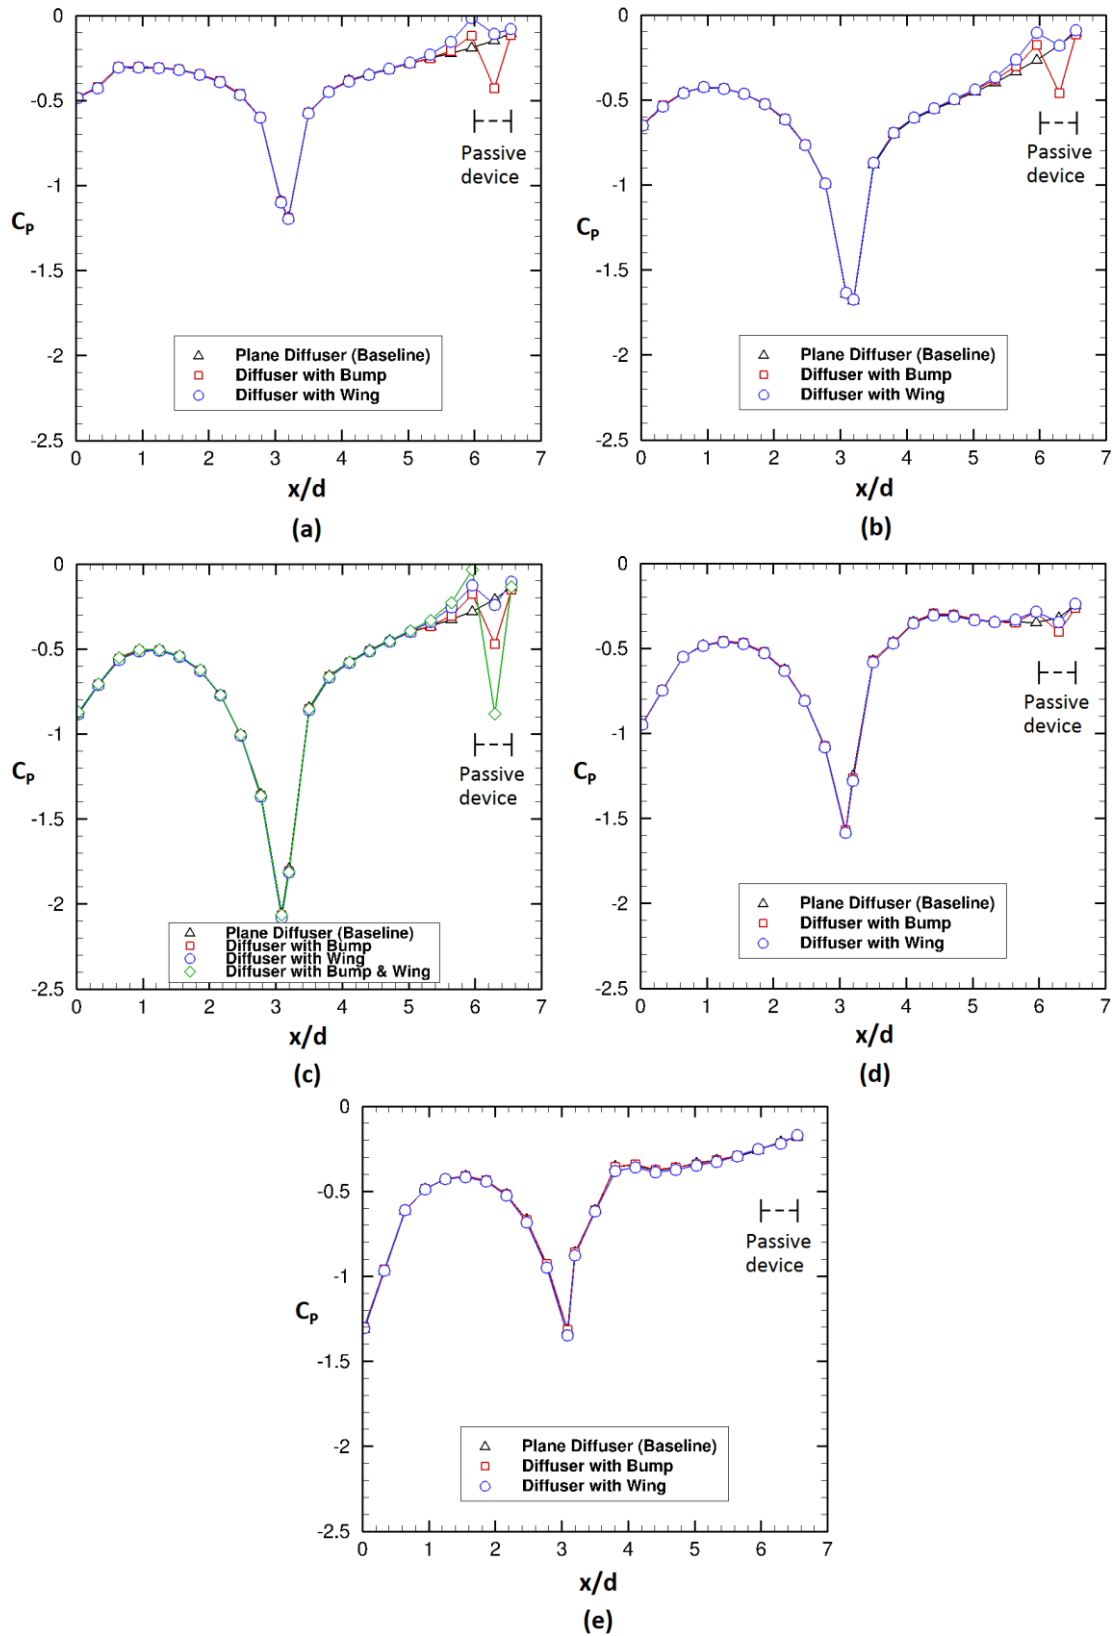 0
-0.5
-1
-1.5
-2
-2.5
C_P
Passive
device
Plane Diffuser (Baseline)
Diffuser with Bump
Diffuser with Wing
0 1 2 3 4 5 6 7
x/d
(a)
0
-0.5
-1
-1.5
-2
-2.5
C_P
Passive
device
Plane Diffuser (Baseline)
Diffuser with Bump
Diffuser with Wing
0 1 2 3 4 5 6 7
x/d
(b)
0
-0.5
-1
-1.5
-2
-2.5
C_P
Passive
device
Plane Diffuser (Baseline)
Diffuser with Bump
Diffuser with Wing
Diffuser with Bump & Wing
0 1 2 3 4 5 6 7
x/d
(c)
0
-0.5
-1
-1.5
-2
-2.5
C_P
Passive
device
Plane Diffuser (Baseline)
Diffuser with Bump
Diffuser with Wing
0 1 2 3 4 5 6 7
x/d
(d)
0
-0.5
-1
-1.5
-2
-2.5
C_P
Passive
device
Plane Diffuser (Baseline)
Diffuser with Bump
Diffuser with Wing
0 1 2 3 4 5 6 7
x/d
(e)